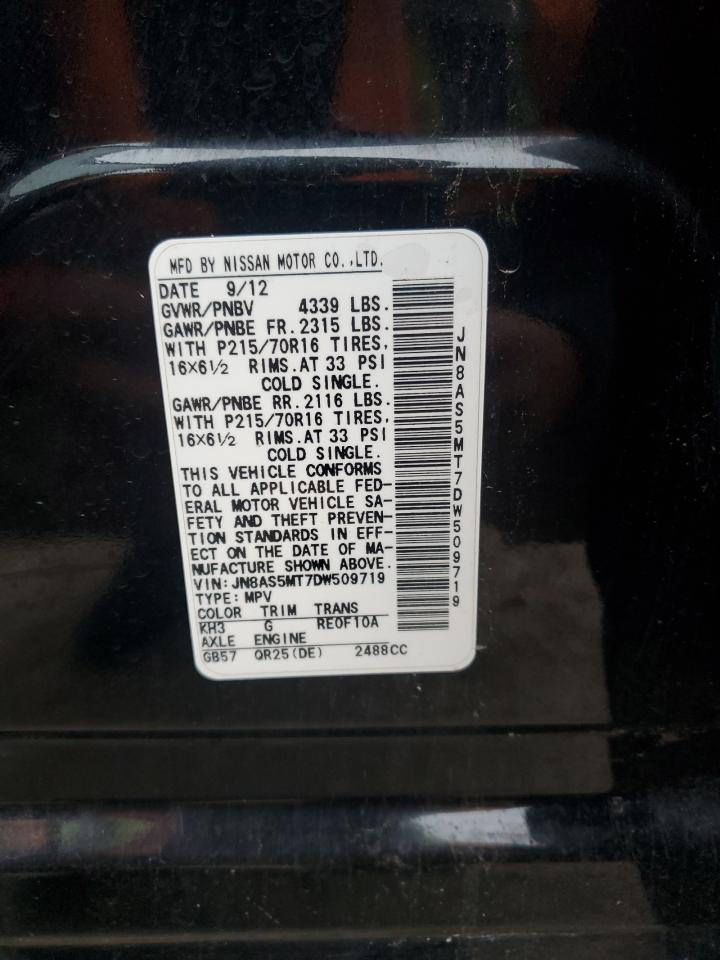 MFD BY NISSAN MOTOR CO.,LTD.
DATE 9/12
GVWR/PNBV 4339 LBS.
GAWR/PNBE FR. 2315 LBS.
WITH P215/70R16 TIRES,
16X6½ RIMS.AT 33 PSI
COLD SINGLE.
GAWR/PNBE RR. 2116 LBS.
WITH P215/70R16 TIRES,
16X6½ RIMS.AT 33 PSI
COLD SINGLE.
THIS VEHICLE CONFORMS
TO ALL APPLICABLE FED-
ERAL MOTOR VEHICLE SA-
FETY AND THEFT PREVEN-
TION STANDARDS IN EFF-
ECT ON THE DATE OF MA-
NUFACTURE SHOWN ABOVE.
VIN: JN8AS5MT7DW509719
TYPE: MPV
COLOR TRIM TRANS
KH3 G RE0F10A
AXLE ENGINE
GB57 QR25(DE) 2488CC
JN8AS5MT7DW509719